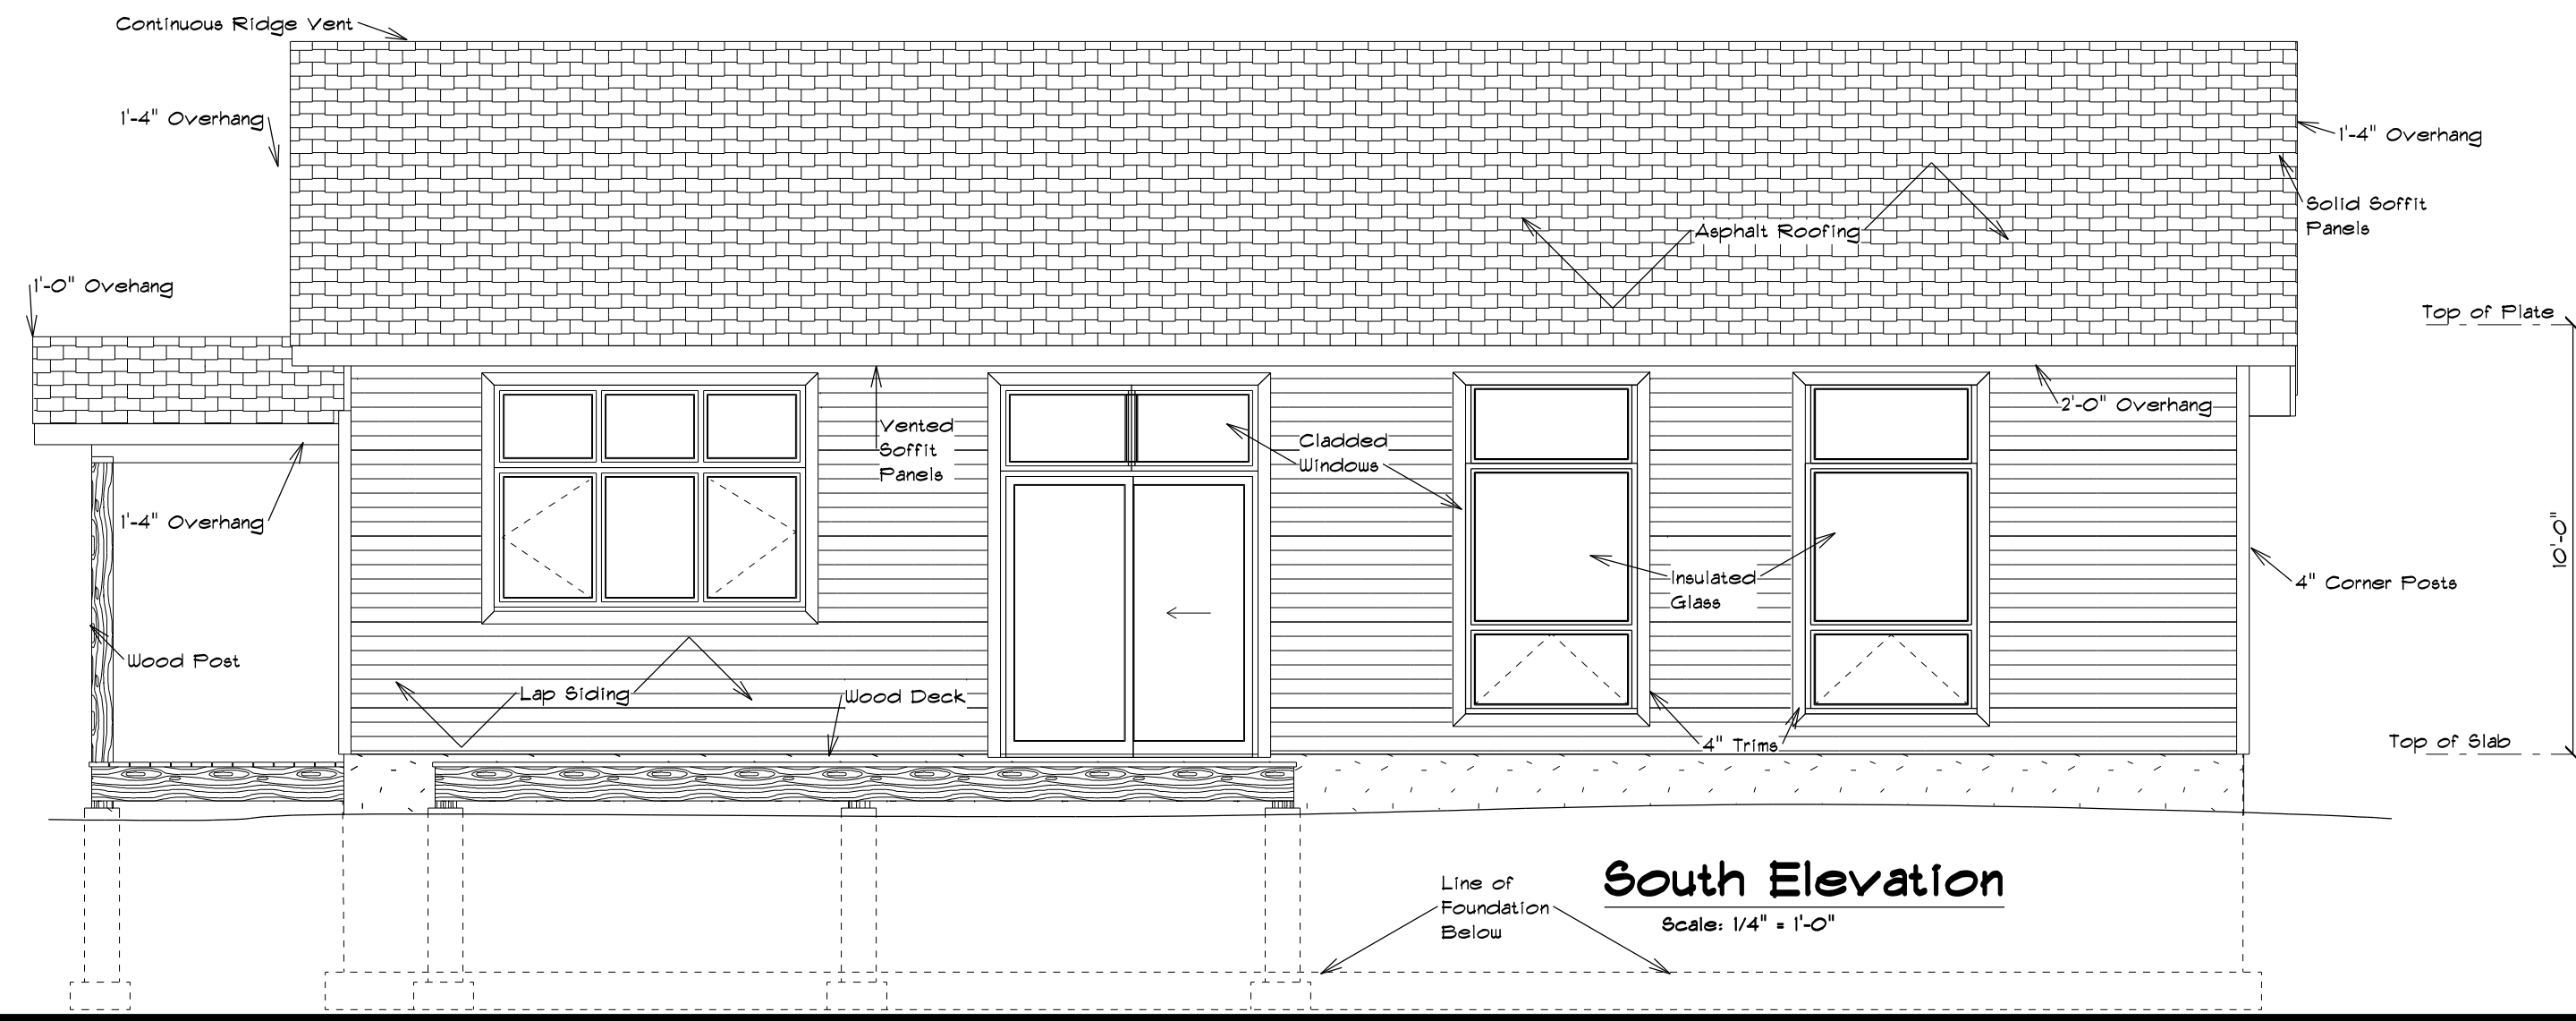 Continuous Ridge Vent
1'-4" Overhang
1'-4" Overhang
Solid Soffit
Panels
Asphalt Roofing
1'-0" Ovehang
Top of Plate
2'-0" Overhang
Vented
Soffit
Panels
Cladded
Windows
1'-4" Overhang
10'-0"
Insulated
Glass
4" Corner Posts
Wood Post
Lap Siding
Wood Deck
4" Trims
Top of Slab
South Elevation
Scale: 1/4" = 1'-0"
Line of
Foundation
Below